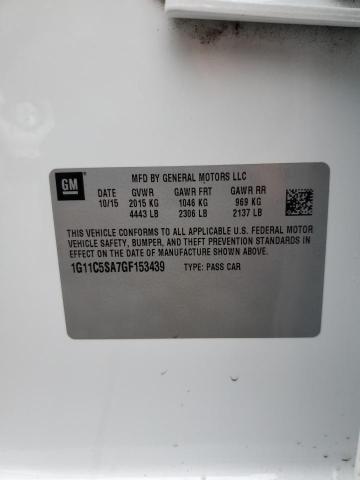 GM
MFD BY GENERAL MOTORS LLC
DATE GVWR GAWR FRT GAWR RR
10/15 2015 KG 1046 KG 969 KG
4443 LB 2306 LB 2137 LB
THIS VEHICLE CONFORMS TO ALL APPLICABLE U.S. FEDERAL MOTOR
VEHICLE SAFETY, BUMPER, AND THEFT PREVENTION STANDARDS IN
EFFECT ON THE DATE OF MANUFACTURE SHOWN ABOVE.
1G11C5SA7GF153439 TYPE: PASS CAR